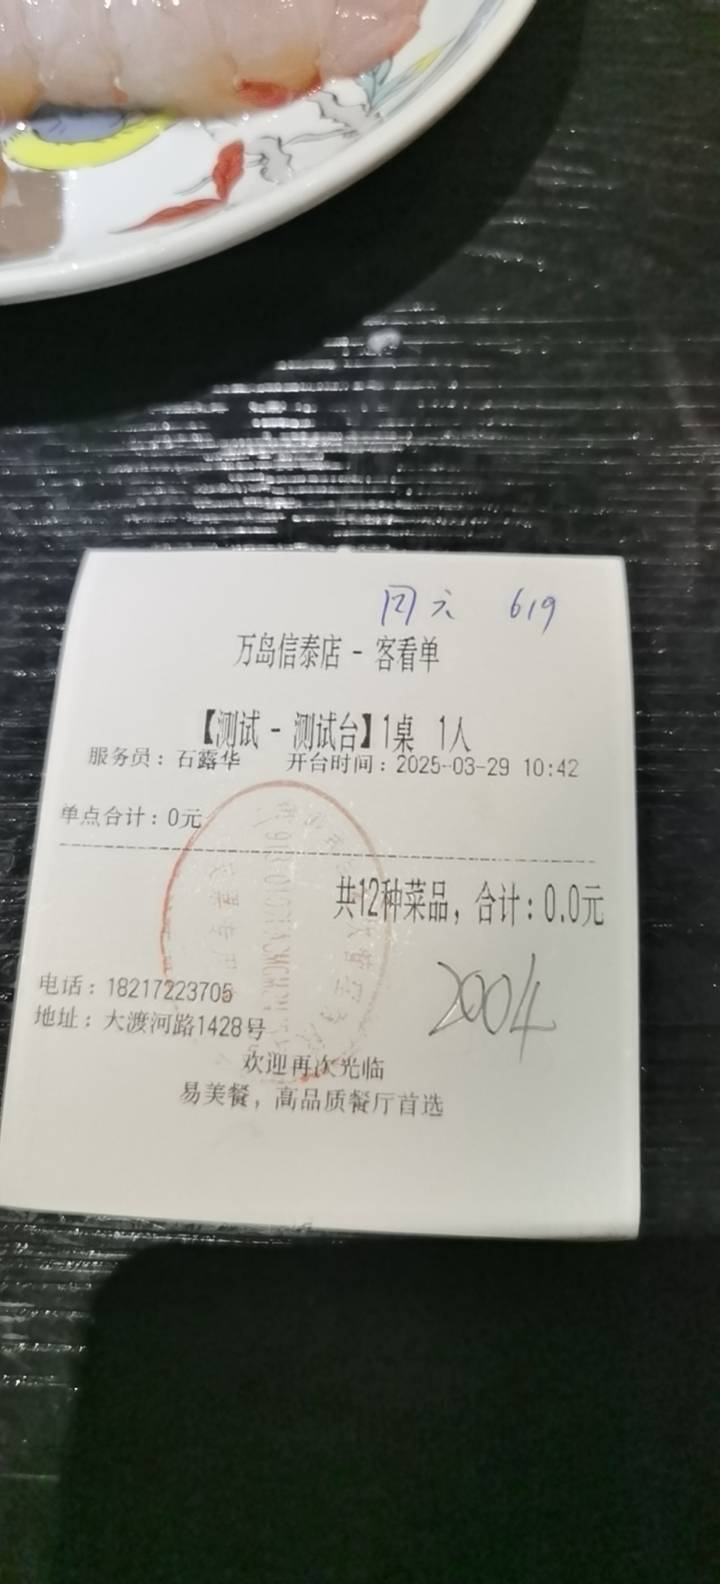 619
万岛信泰店 - 客看单
【测试 - 测试台】1桌 1人
服务员：石露华 开台时间：2025-03-29 10:42
单点合计：0元
共12种菜品，合计：0.0元
2004
电话：18217223705
地址：大渡河路1428号
欢迎再次光临
易美餐，高品质餐厅首选